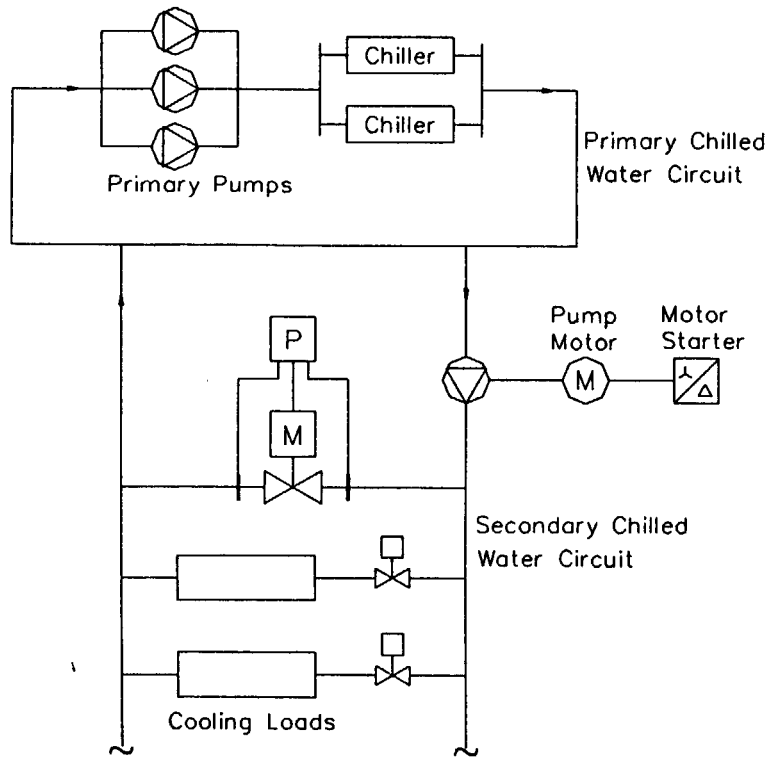 Chiller
Chiller
Primary Pumps
Primary Chilled
Water Circuit
P
M
Pump
Motor
M
Motor
Starter
Secondary Chilled
Water Circuit
Cooling Loads